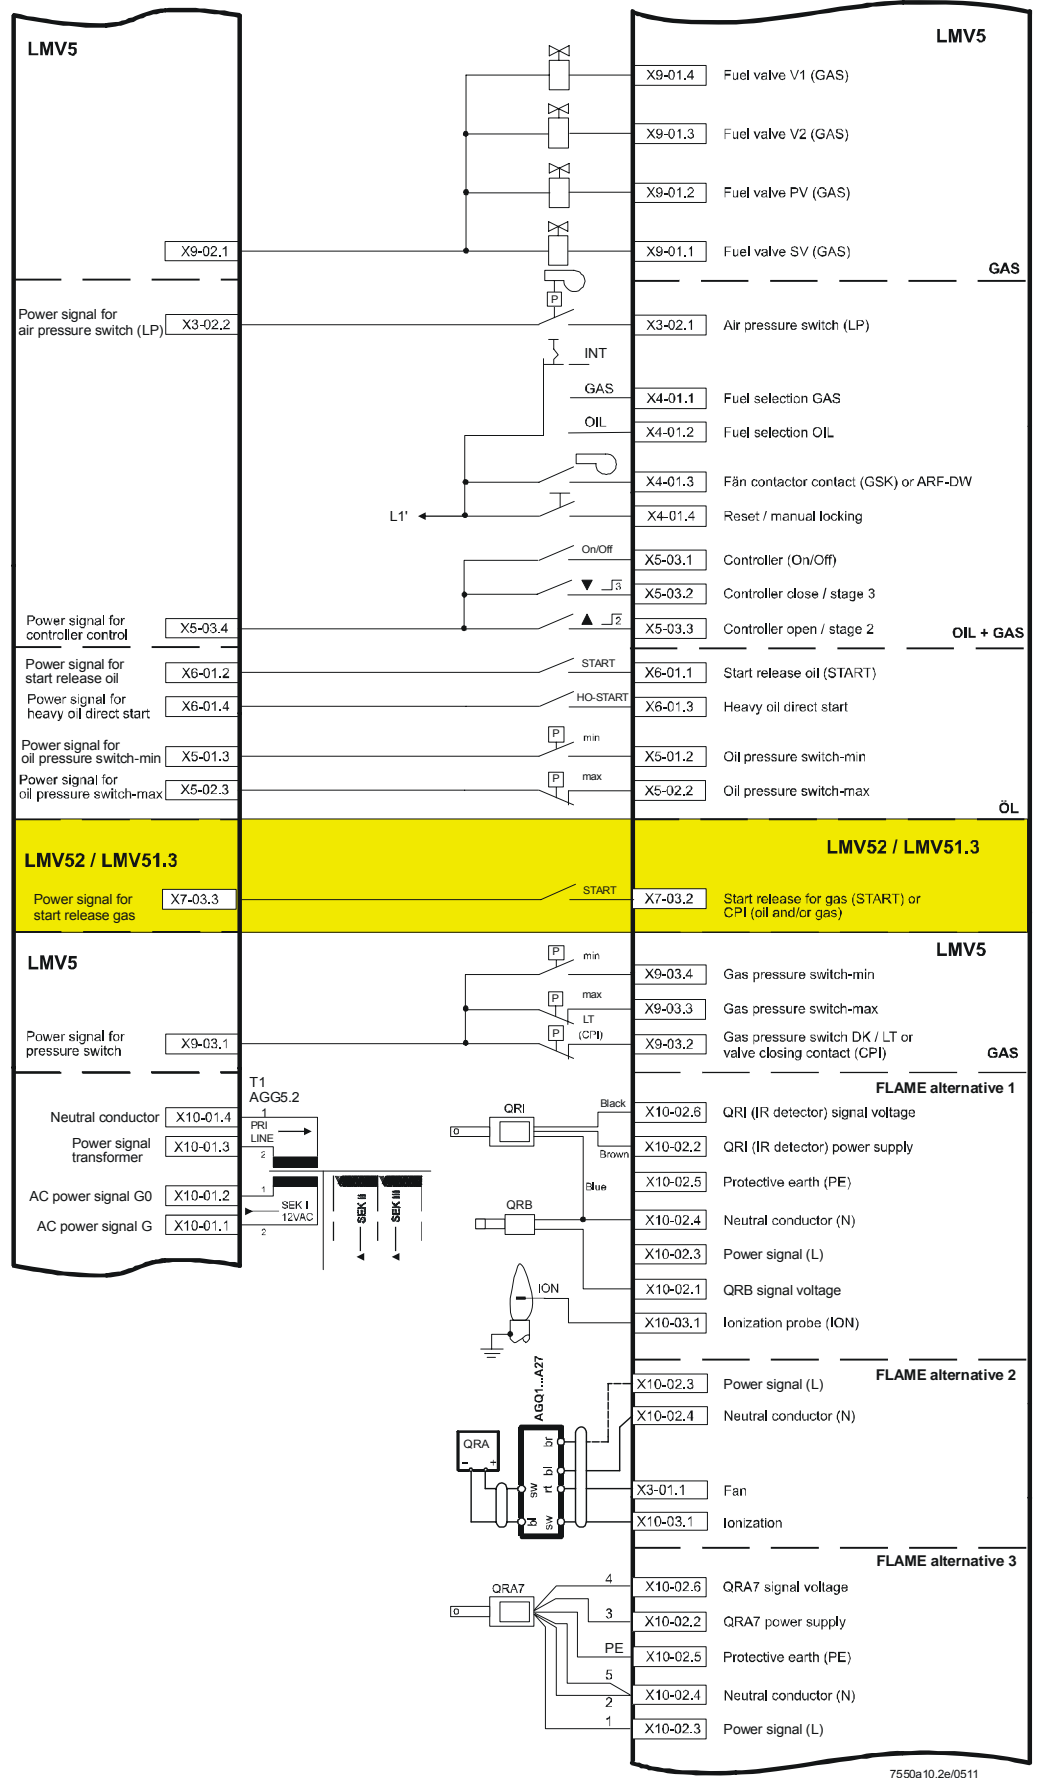 LMV5
LMV5
X9-01.4 Fuel valve V1 (GAS)
X9-01.3 Fuel valve V2 (GAS)
X9-01.2 Fuel valve PV (GAS)
X9-02.1
X9-01.1 Fuel valve SV (GAS)
GAS
Power signal for
air pressure switch (LP)
X3-02.2
P
X3-02.1 Air pressure switch (LP)
INT
GAS
X4-01.1 Fuel selection GAS
OIL
X4-01.2 Fuel selection OIL
X4-01.3 Fän contactor contact (GSK) or ARF-DW
L1'
X4-01.4 Reset / manual locking
On/Off
X5-03.1 Controller (On/Off)
3
X5-03.2 Controller close / stage 3
Power signal for
controller control
X5-03.4
2
X5-03.3 Controller open / stage 2
OIL + GAS
Power signal for
start release oil
X6-01.2
START
X6-01.1 Start release oil (START)
Power signal for
heavy oil direct start
X6-01.4
HO-START
X6-01.3 Heavy oil direct start
Power signal for
oil pressure switch-min
X5-01.3
P min
X5-01.2 Oil pressure switch-min
Power signal for
oil pressure switch-max
X5-02.3
P max
X5-02.2 Oil pressure switch-max
ÖL
LMV52 / LMV51.3
LMV52 / LMV51.3
Power signal for
start release gas
X7-03.3
START
X7-03.2
Start release for gas (START) or
CPI (oil and/or gas)
LMV5
LMV5
P min
X9-03.4 Gas pressure switch-min
P max
X9-03.3 Gas pressure switch-max
Power signal for
pressure switch
X9-03.1
P
LT
(CPI)
X9-03.2
Gas pressure switch DK / LT or
valve closing contact (CPI)
GAS
FLAME alternative 1
T1
AGG5.2
Neutral conductor X10-01.4
1
PRI
LINE
2
Power signal
transformer
X10-01.3
AC power signal G0 X10-01.2
1
SEK I
12VAC
AC power signal G X10-01.1
2
SEK II
SEK III
QRI
Black
X10-02.6 QRI (IR detector) signal voltage
Brown
X10-02.2 QRI (IR detector) power supply
Blue
X10-02.5 Protective earth (PE)
QRB
X10-02.4 Neutral conductor (N)
X10-02.3 Power signal (L)
X10-02.1 QRB signal voltage
ION
X10-03.1 Ionization probe (ION)
FLAME alternative 2
AGQ1...A27
X10-02.3 Power signal (L)
X10-02.4 Neutral conductor (N)
QRA
- +
br
bl
sw rt
bl sw
X3-01.1 Fan
X10-03.1 Ionization
FLAME alternative 3
QRA7
4
X10-02.6 QRA7 signal voltage
3
X10-02.2 QRA7 power supply
PE
X10-02.5 Protective earth (PE)
5
2
X10-02.4 Neutral conductor (N)
1
X10-02.3 Power signal (L)
7550a10.2e/0511